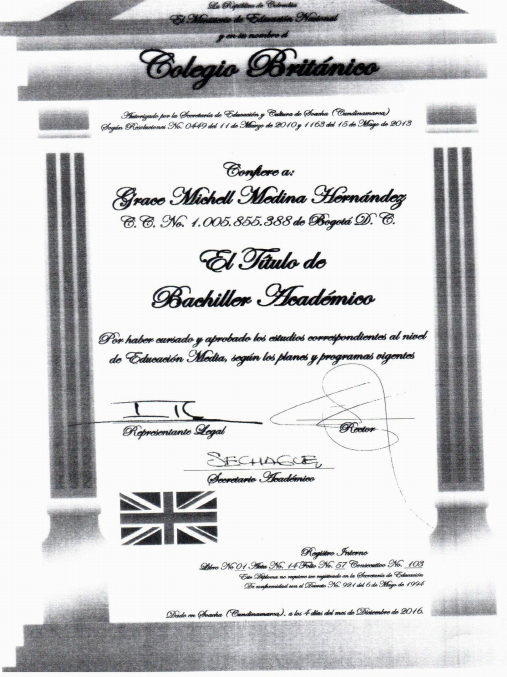 La República de Colombia
El Ministerio de Educación Nacional
y en su nombre el
Colegio Británico
Autorizado por la Secretaría de Educación y Cultura de Soacha (Cundinamarca)
Según Resoluciones No. 0449 del 11 de Marzo de 2010 y 1163 del 15 de Mayo de 2013
Confiere a:
Grace Michell Medina Hernández
C.C. No. 1.005.855.388 de Bogotá D. C.
El Título de
Bachiller Académico
Por haber cursado y aprobado los estudios correspondientes al nivel
de Educación Media, según los planes y programas vigentes
Representante Legal
Rector
Secretario Académico
Registro Interno
Libro No 01 Acta No. 14 Folio No. 57 Consecutivo No. 103
Este Diploma no requiere ser registrado en la Secretaría de Educación
De conformidad con el Decreto No. 921 del 6 de Mayo de 1994
Dado en Soacha (Cundinamarca), a los 4 días del mes de Diciembre de 2016.